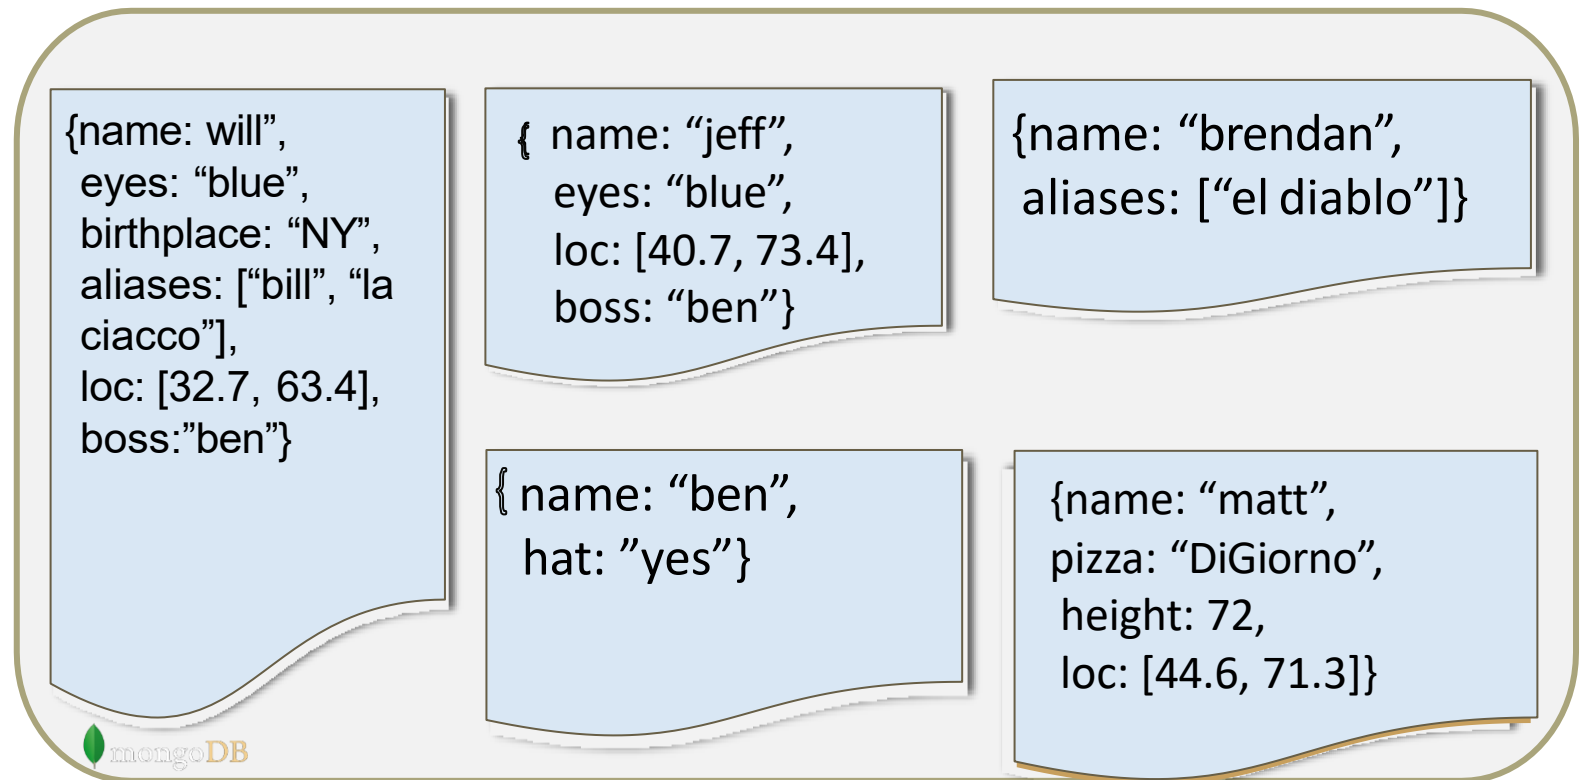 {name: will”,
eyes: “blue”,
birthplace: “NY”,
aliases: [“bill”, “la
ciacco”],
loc: [32.7, 63.4],
boss:”ben”}
{ name: “jeff”,
eyes: “blue”,
loc: [40.7, 73.4],
boss: “ben”}
{name: “brendan”,
aliases: [“el diablo”]}
{ name: “ben”,
hat: ”yes”}
{name: “matt”,
pizza: “DiGiorno”,
height: 72,
loc: [44.6, 71.3]}
mongoDB